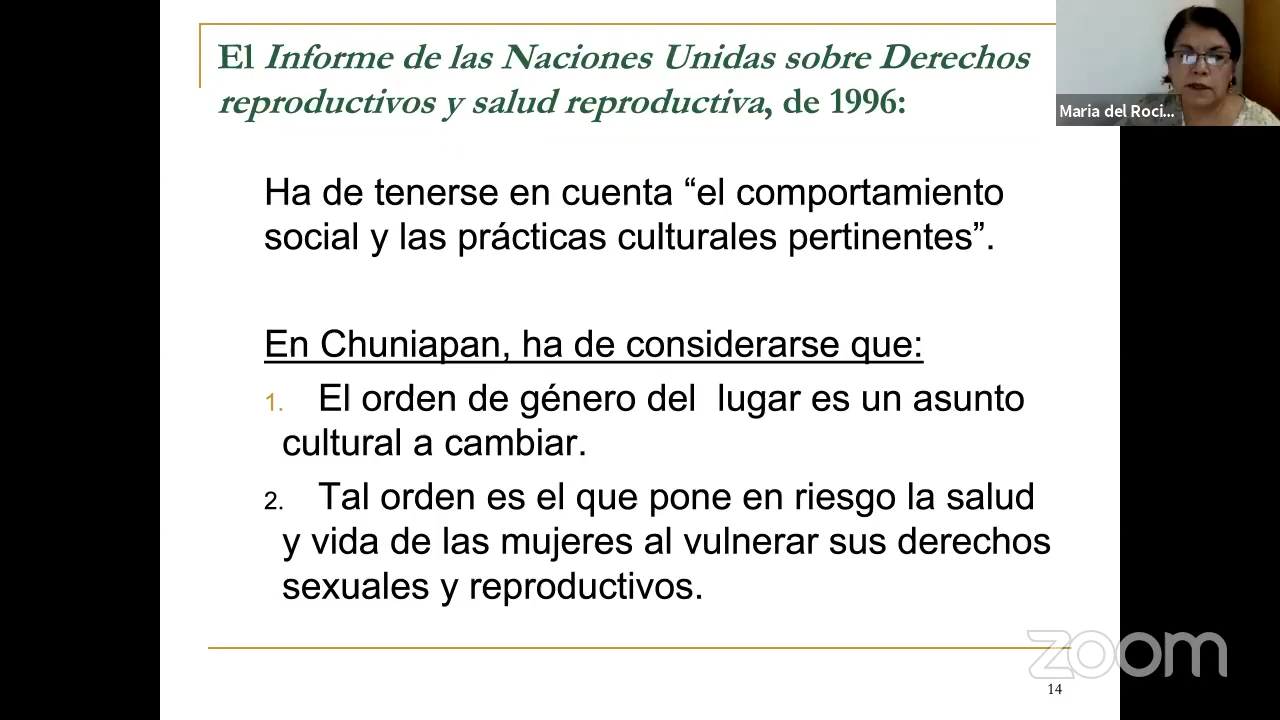 El Informe de las Naciones Unidas sobre Derechos
reproductivos y salud reproductiva, de 1996:
Maria del Roci...
Ha de tenerse en cuenta “el comportamiento
social y las prácticas culturales pertinentes”.
En Chuniapan, ha de considerarse que:
1. El orden de género del lugar es un asunto
cultural a cambiar.
2. Tal orden es el que pone en riesgo la salud
y vida de las mujeres al vulnerar sus derechos
sexuales y reproductivos.
zoom
14